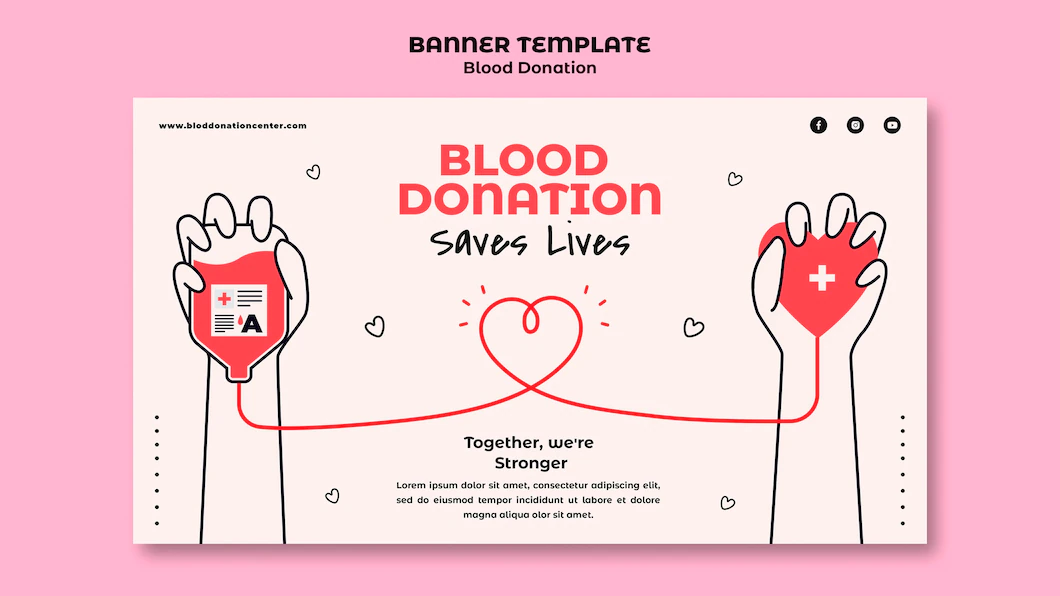 BANNER TEMPLATE
Blood Donation
www.bloddonationcenter.com
BLOOD
DONATION
Saves Lives
A
Together, we're
Stronger
Lorem ipsum dolor sit amet, consectetur adipiscing elit,
sed do eiusmod tempor incididunt ut labore et dolore
magna aliqua olor sit amet.